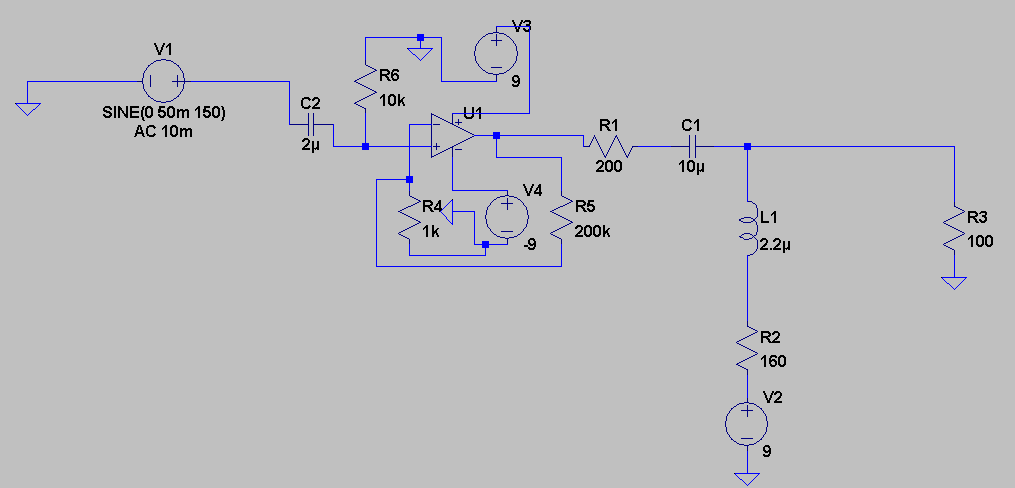 V1
SINE(0 50m 150)
AC 10m
C2
2µ
R6
10k
V3
9
U1
R4
1k
V4
-9
R5
200k
R1
200
C1
10µ
L1
2.2µ
R3
100
R2
160
V2
9